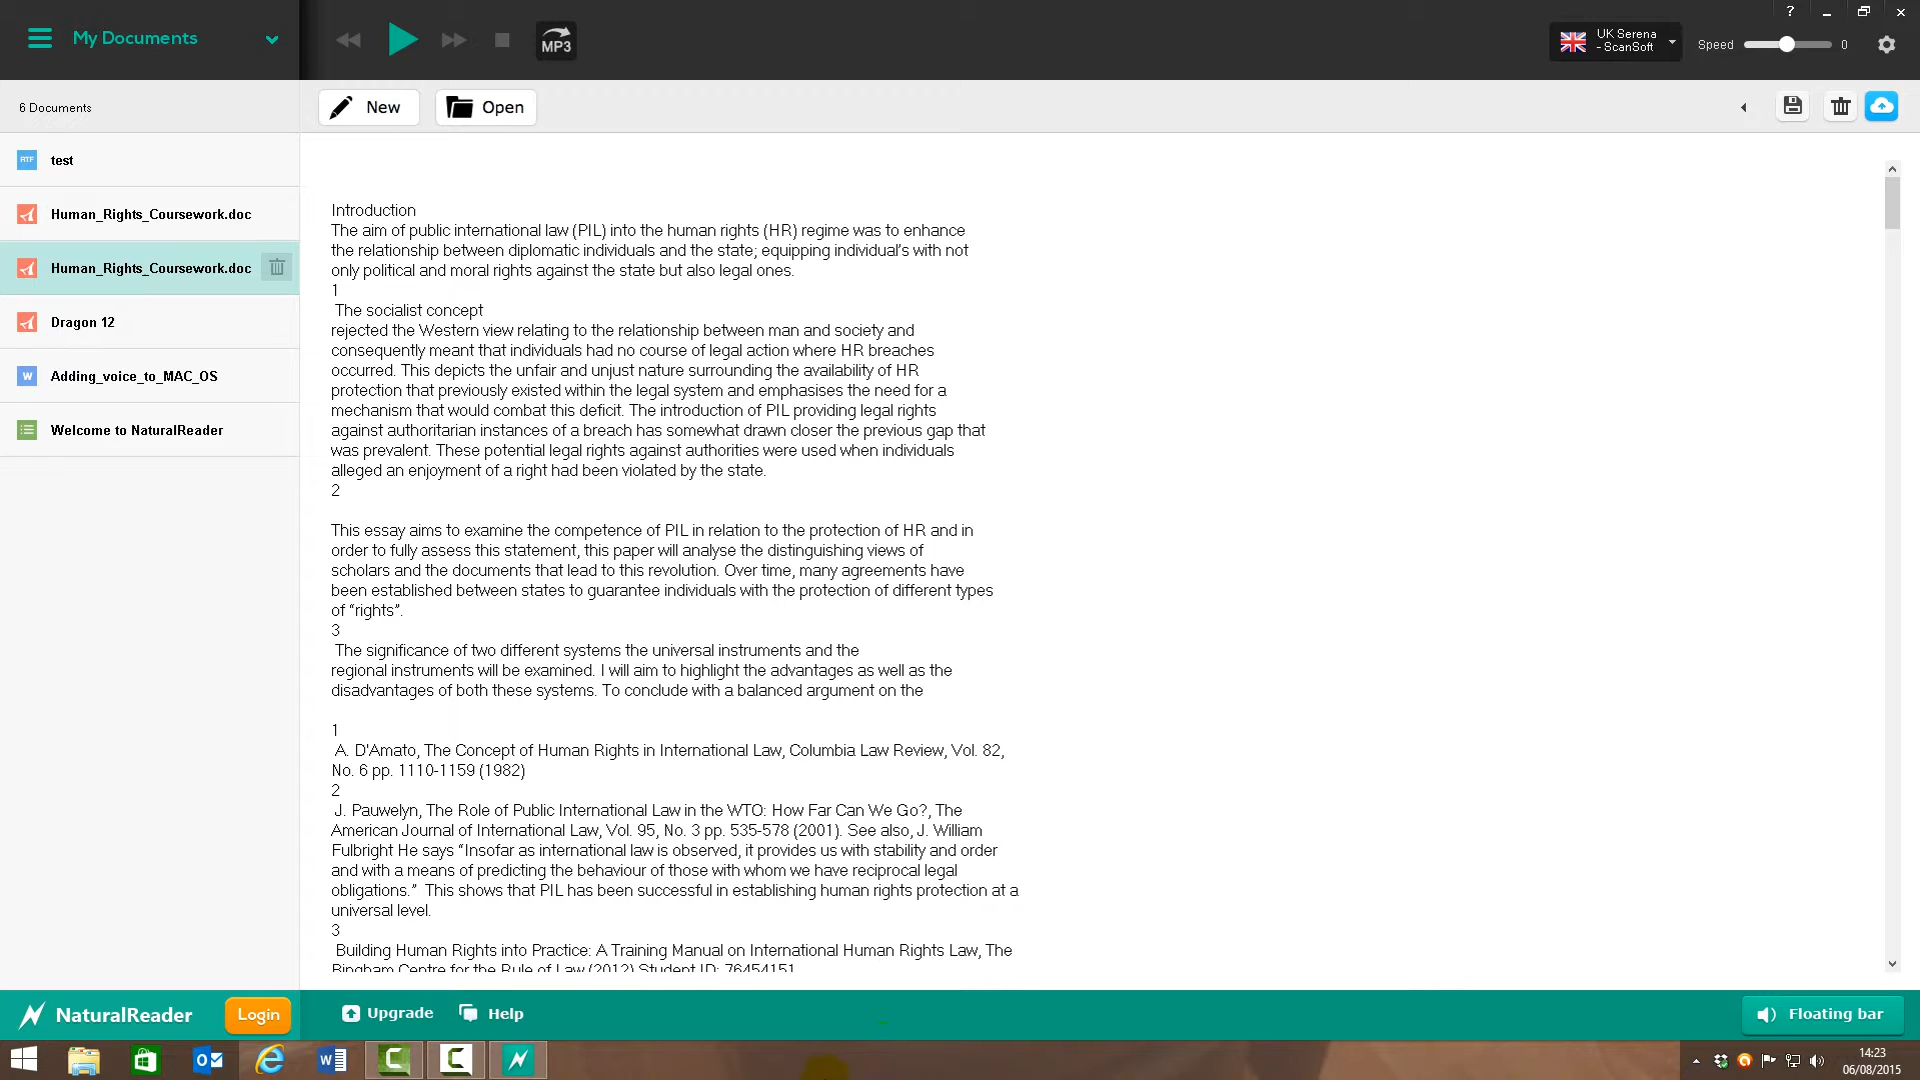 My Documents
MP3
?
UK Serena
- ScanSoft
Speed
0
6 Documents
New
Open
RTF
test
Human_Rights_Coursework.doc
Human_Rights_Coursework.doc
Dragon 12
W
Adding_voice_to_MAC_OS
Welcome to NaturalReader
Introduction
The aim of public international law (PIL) into the human rights (HR) regime was to enhance
the relationship between diplomatic individuals and the state; equipping individual's with not
only political and moral rights against the state but also legal ones.
1
The socialist concept
rejected the Western view relating to the relationship between man and society and
consequently meant that individuals had no course of legal action where HR breaches
occurred. This depicts the unfair and unjust nature surrounding the availability of HR
protection that previously existed within the legal system and emphasises the need for a
mechanism that would combat this deficit. The introduction of PIL providing legal rights
against authoritarian instances of a breach has somewhat drawn closer the previous gap that
was prevalent. These potential legal rights against authorities were used when individuals
alleged an enjoyment of a right had been violated by the state.
2
This essay aims to examine the competence of PIL in relation to the protection of HR and in
order to fully assess this statement, this paper will analyse the distinguishing views of
scholars and the documents that lead to this revolution. Over time, many agreements have
been established between states to guarantee individuals with the protection of different types
of “rights”.
3
The significance of two different systems the universal instruments and the
regional instruments will be examined. I will aim to highlight the advantages as well as the
disadvantages of both these systems. To conclude with a balanced argument on the
1
A. D'Amato, The Concept of Human Rights in International Law, Columbia Law Review, Vol. 82,
No. 6 pp. 1110-1159 (1982)
2
J. Pauwelyn, The Role of Public International Law in the WTO: How Far Can We Go?, The
American Journal of International Law, Vol. 95, No. 3 pp. 535-578 (2001). See also, J. William
Fulbright He says “Insofar as international law is observed, it provides us with stability and order
and with a means of predicting the behaviour of those with whom we have reciprocal legal
obligations.” This shows that PIL has been successful in establishing human rights protection at a
universal level.
3
Building Human Rights into Practice: A Training Manual on International Human Rights Law, The
Bingham Centre for the Rule of Law (2012) Student ID: 76454151
NaturalReader
Login
Upgrade
Help
Floating bar
14:23
06/08/2015